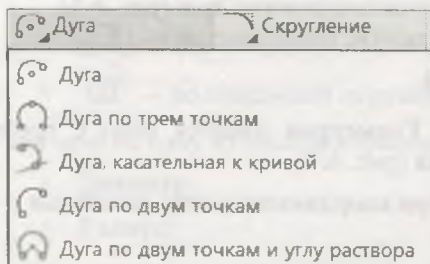 Дуга Скругление
Дуга
Дуга по трем точкам
Дуга, касательная к кривой
Дуга по двум точкам
Дуга по двум точкам и углу раствора